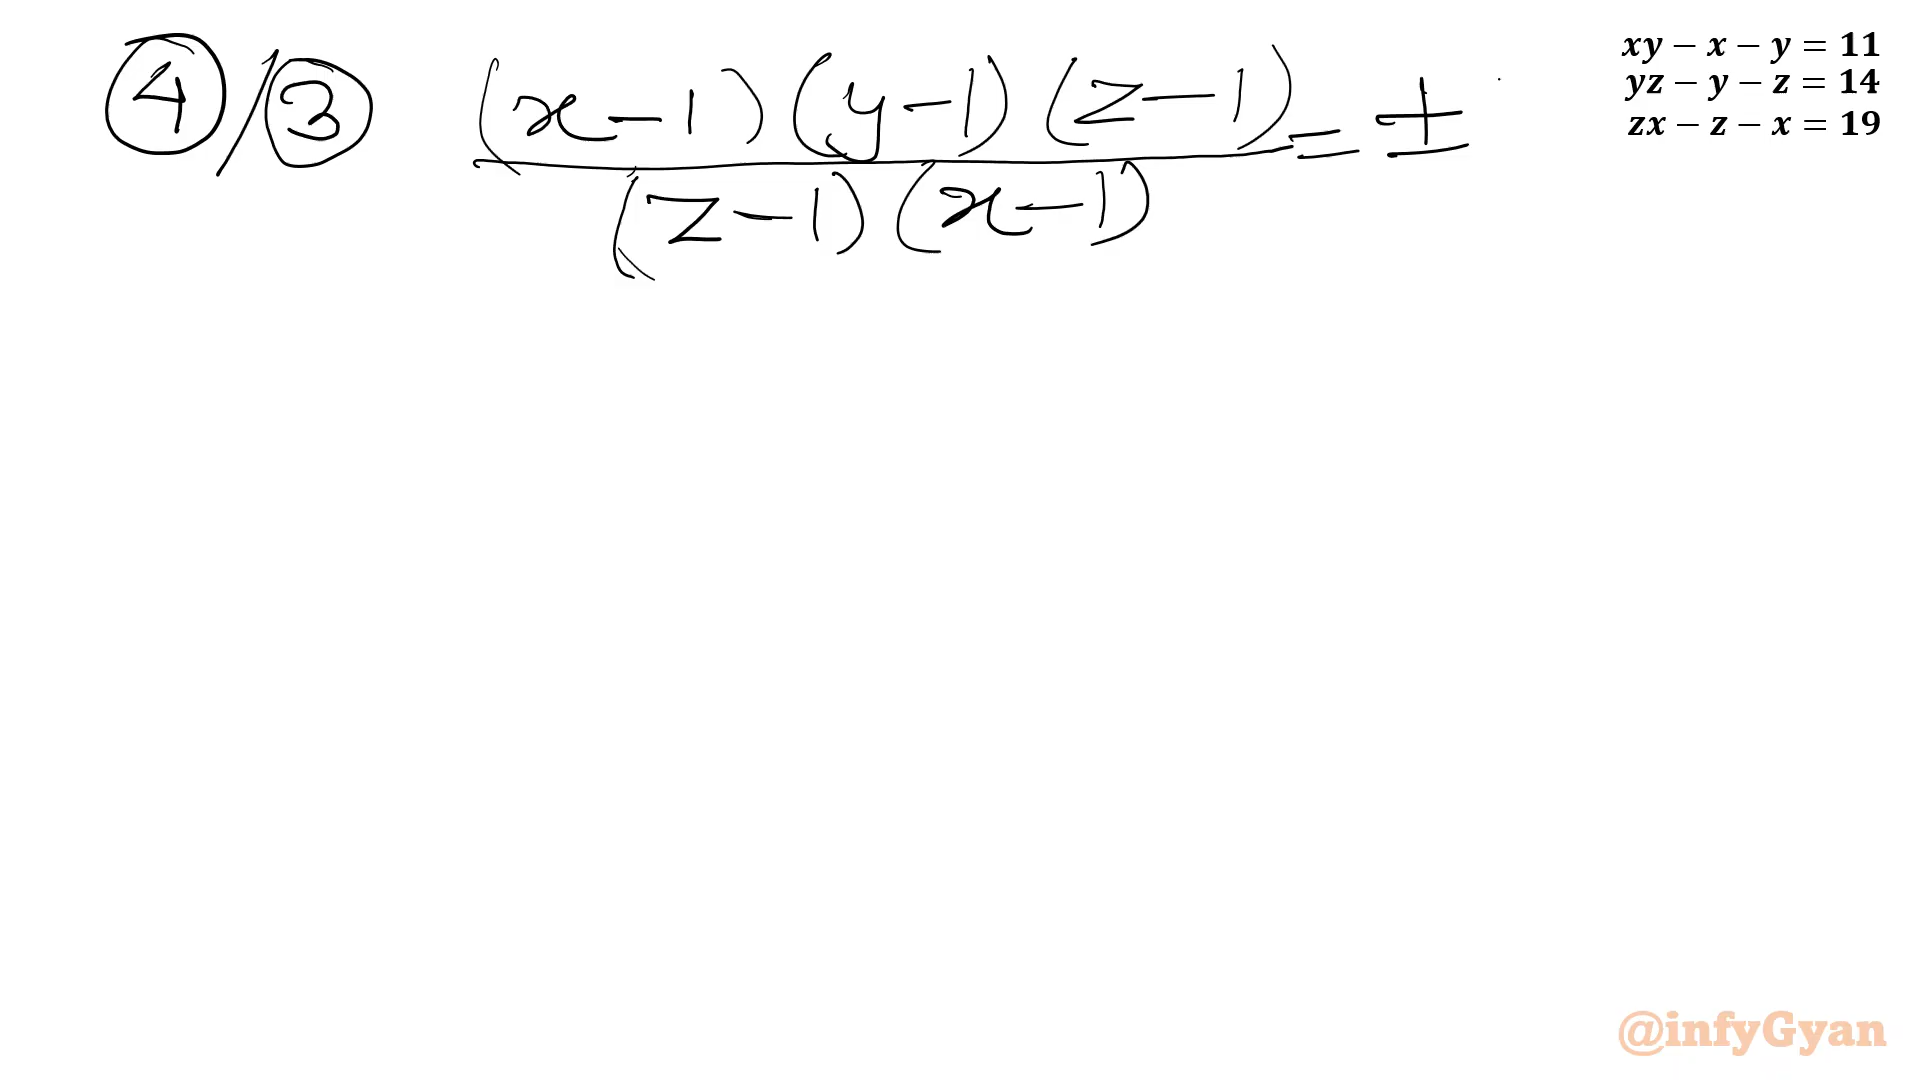 ④/③ (x-1)(y-1)(z-1) = ±
(z-1)(x-1)
xy − x − y = 11
yz − y − z = 14
zx − z − x = 19
@infyGyan